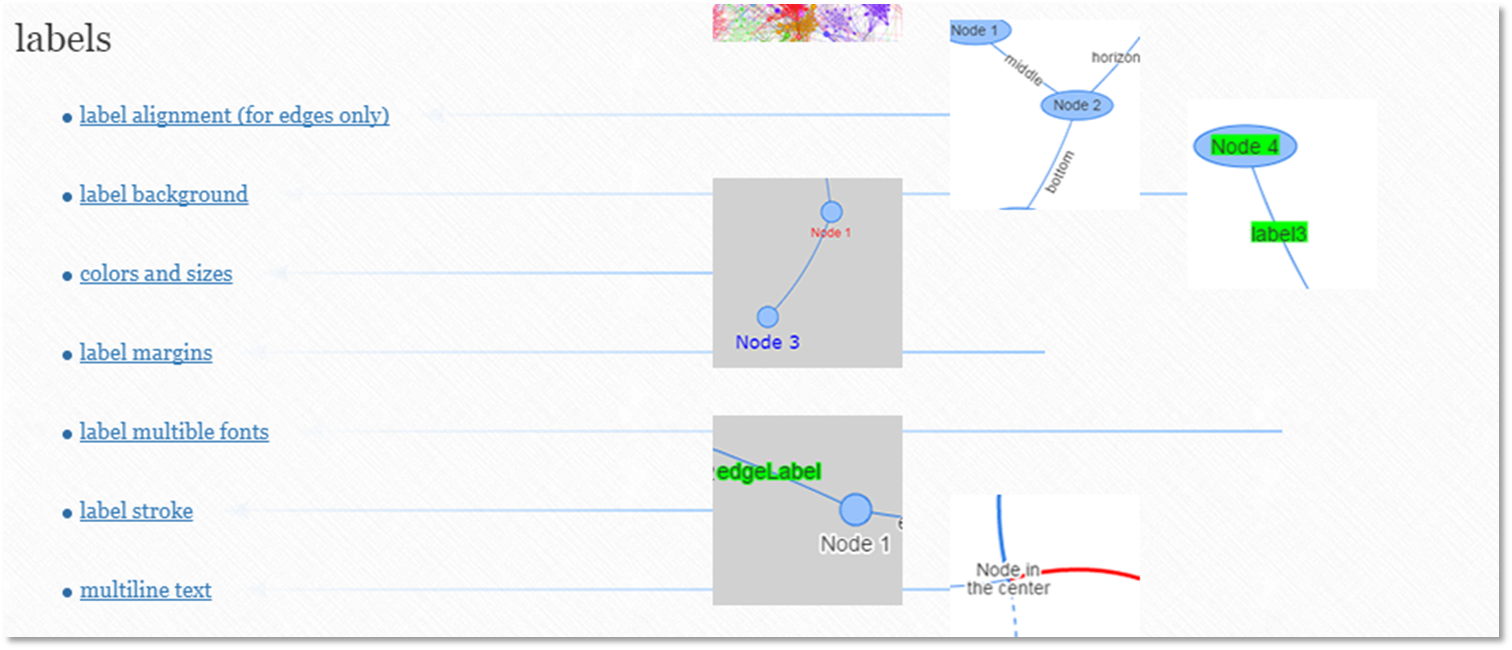 labels
label alignment (for edges only)
label background
colors and sizes
label margins
label multible fonts
label stroke
multiline text
Node 1
middle
horizon
Node 2
bottom
Node 4
label3
Node 1
Node 3
edgeLabel
Node 1
Node in
the center